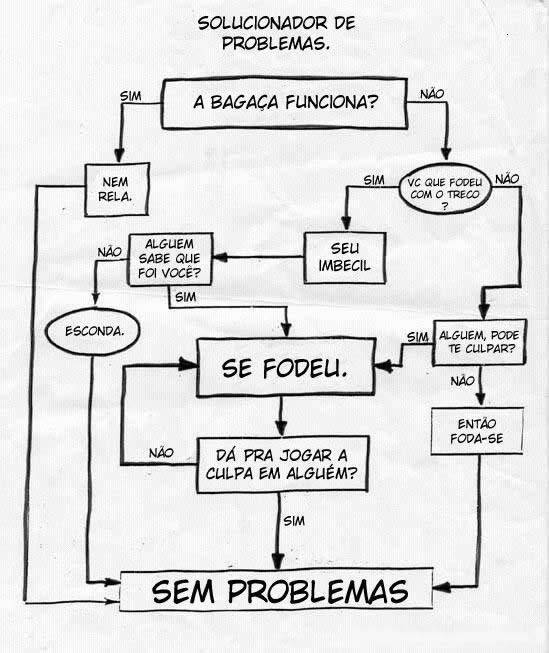 SOLUCIONADOR DE
PROBLEMAS.
A BAGAÇA FUNCIONA?
SIM
NÃO
NEM
RELA.
VC QUE FODEU
COM O TRECO
?
SIM
NÃO
SEU
IMBECIL
ALGUEM
SABE QUE
FOI VOCÊ?
NÃO
SIM
ESCONDA.
ALGUEM, PODE
TE CULPAR?
SIM
NÃO
SE FODEU.
ENTÃO
FODA-SE
DÁ PRA JOGAR A
CULPA EM ALGUÉM?
NÃO
SIM
SEM PROBLEMAS